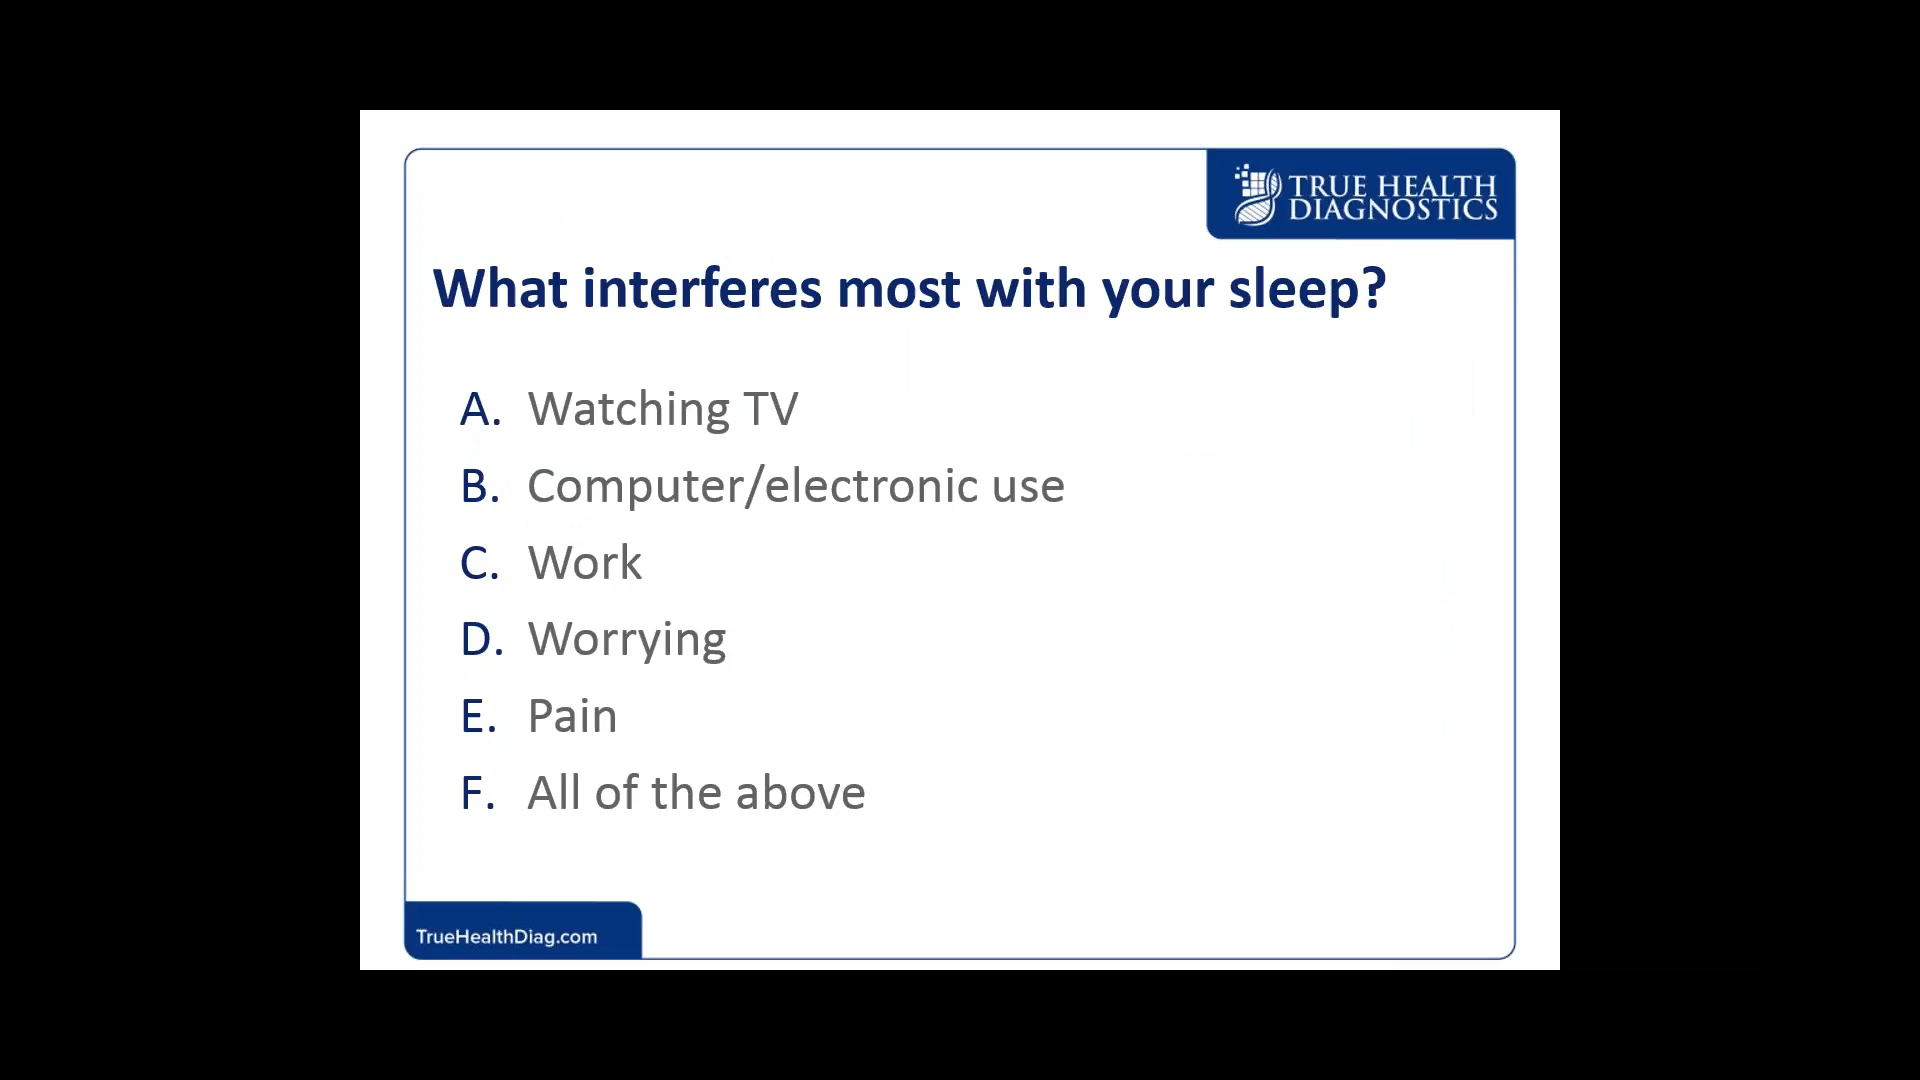 TRUE HEALTH
DIAGNOSTICS
What interferes most with your sleep?
A. Watching TV
B. Computer/electronic use
C. Work
D. Worrying
E. Pain
F. All of the above
TrueHealthDiag.com